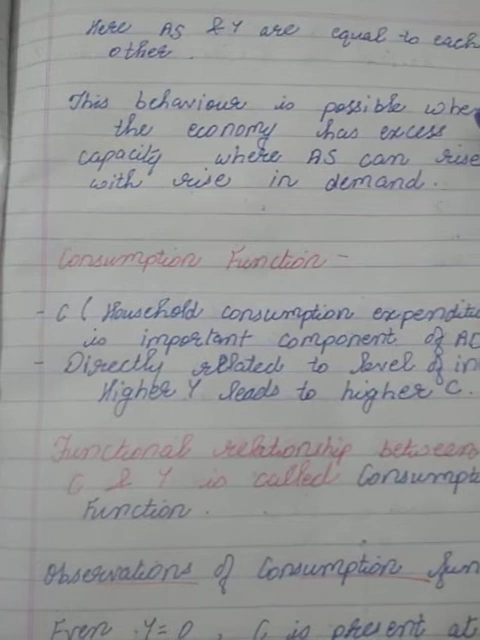 Here AS & Y are equal to each
other.
This behaviour is possible whe
the economy has excess
capacity where AS can rise
with rise in demand.
Consumption Function -
- C ( Household consumption expenditu
is important component of AD
- Directly related to level of in
Higher Y leads to higher C.
Functional relationship between
C & Y is called Consumpt
Function.
Observations of Consumption fun
Even Y=0, C is present at